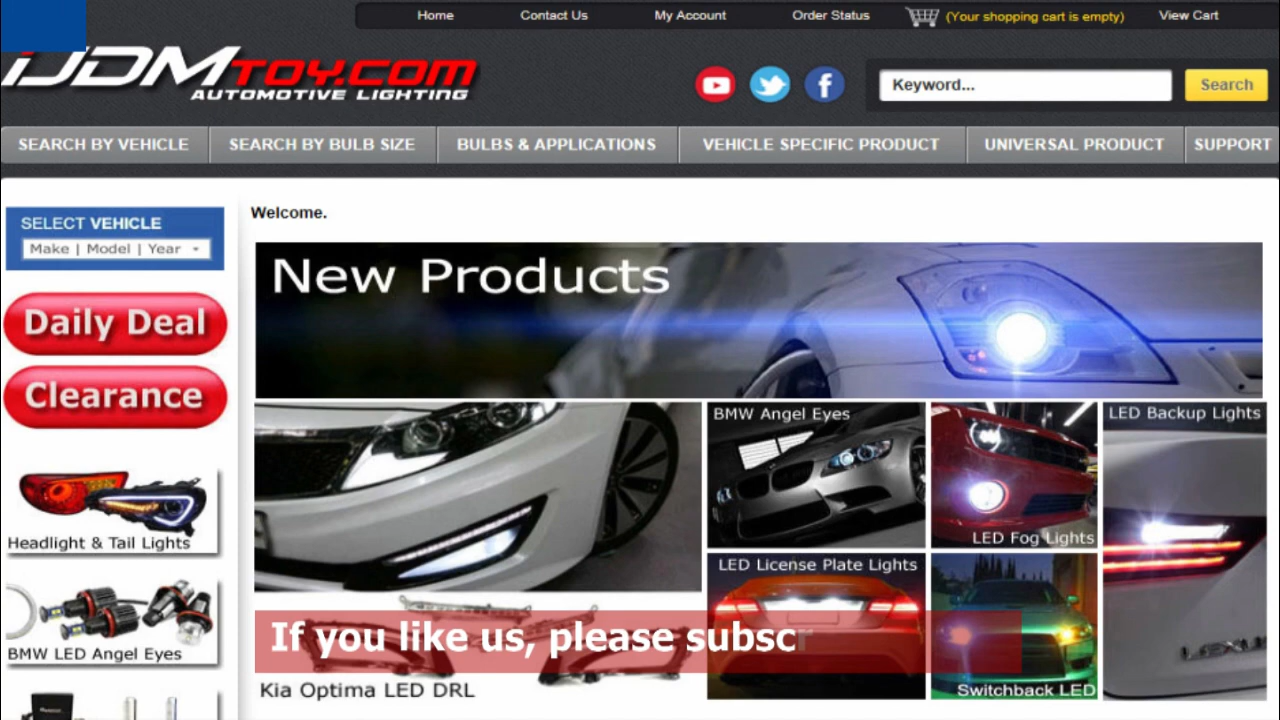 Home
Contact Us
My Account
Order Status
(Your shopping cart is empty)
View Cart
iJDMTOY.COM
AUTOMOTIVE LIGHTING
Keyword...
Search
SEARCH BY VEHICLE
SEARCH BY BULB SIZE
BULBS & APPLICATIONS
VEHICLE SPECIFIC PRODUCT
UNIVERSAL PRODUCT
SUPPORT
SELECT VEHICLE
Make | Model | Year
Daily Deal
Clearance
Headlight & Tail Lights
BMW LED Angel Eyes
Welcome.
New Products
BMW Angel Eyes
LED Fog Lights
LED Backup Lights
LED License Plate Lights
If you like us, please subscr
Kia Optima LED DRL
Switchback LED